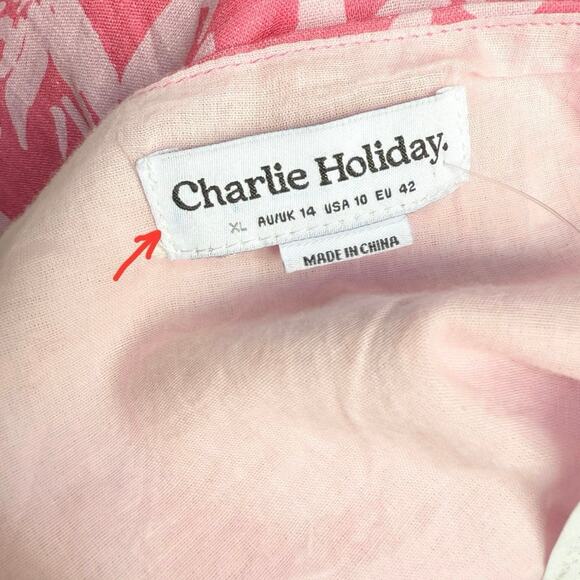 Charlie Holiday.
XL AU/UK 14 USA 10 EU 42
MADE IN CHINA